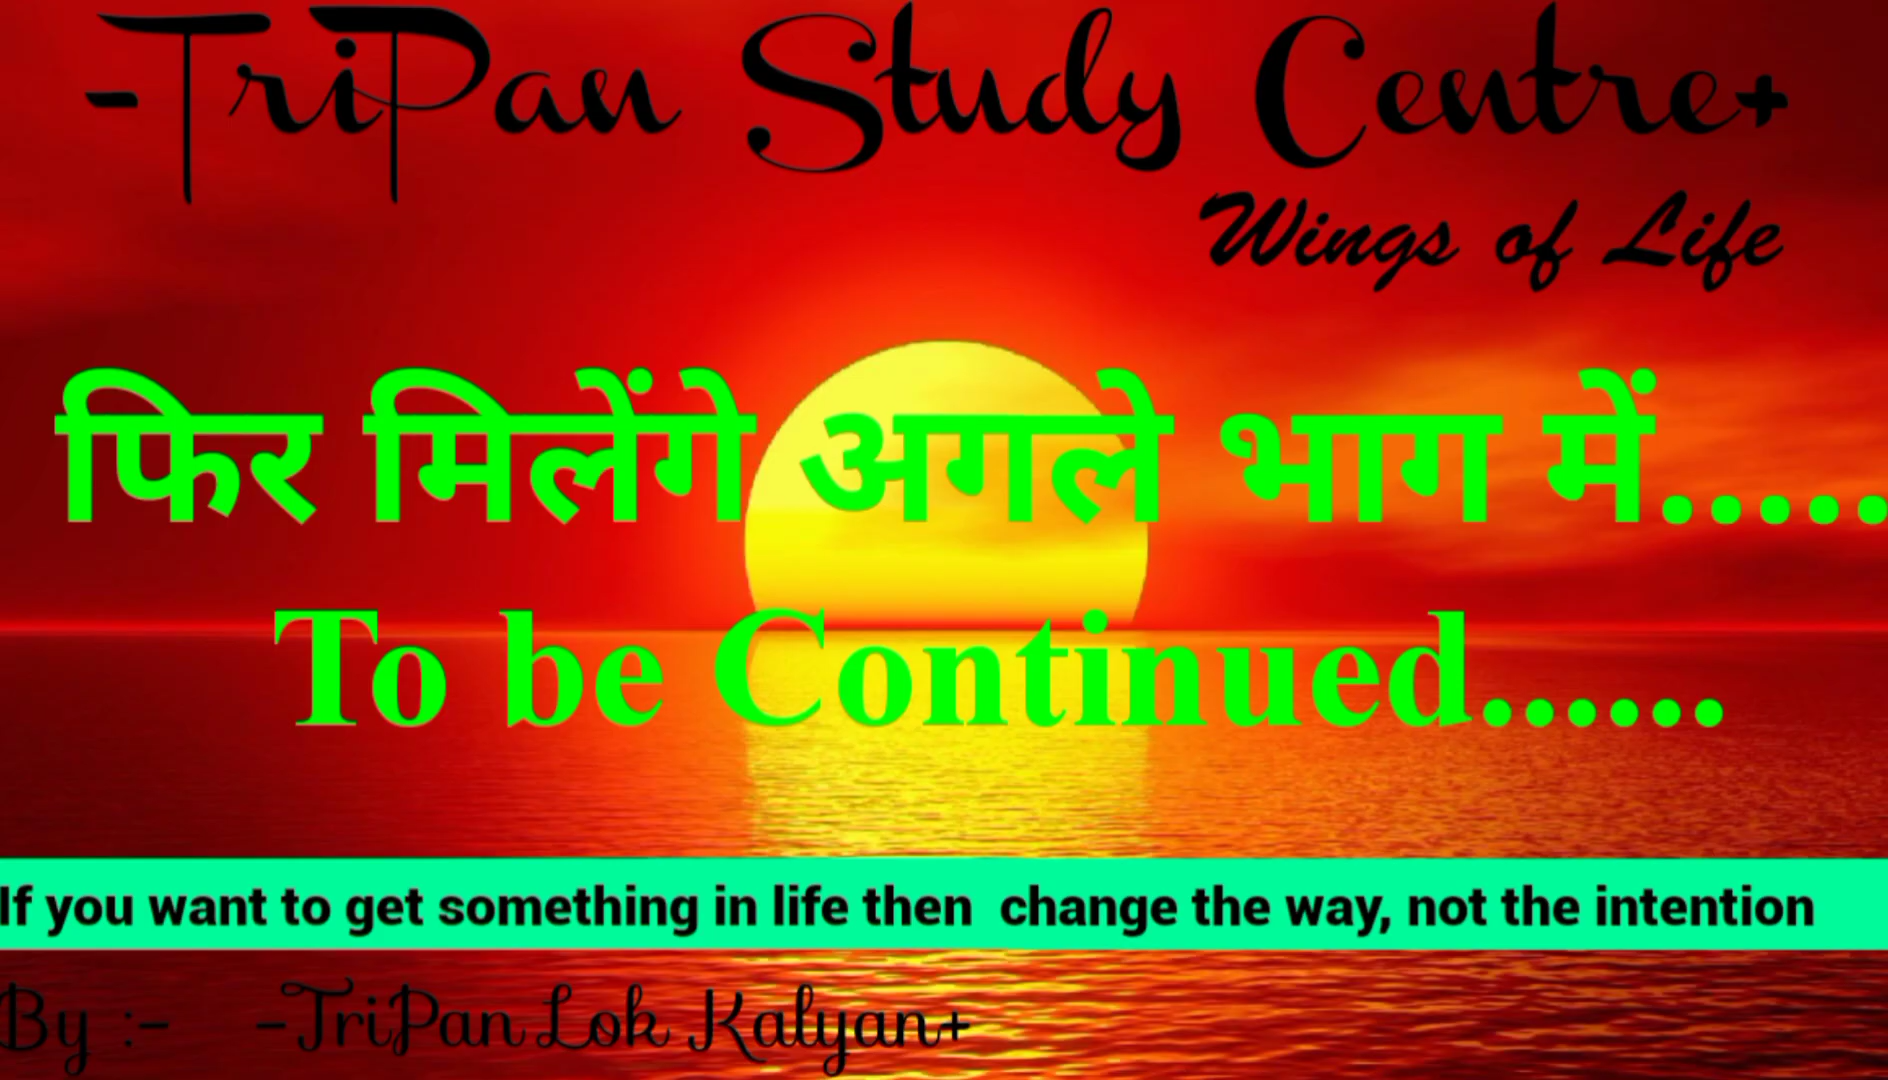 -TriPan Study Centre+
Wings of Life
फिर मिलेंगे अगले भाग में.....
To be Continued......
If you want to get something in life then  change the way, not the intention
By :-    -TriPan Lok Kalyan+